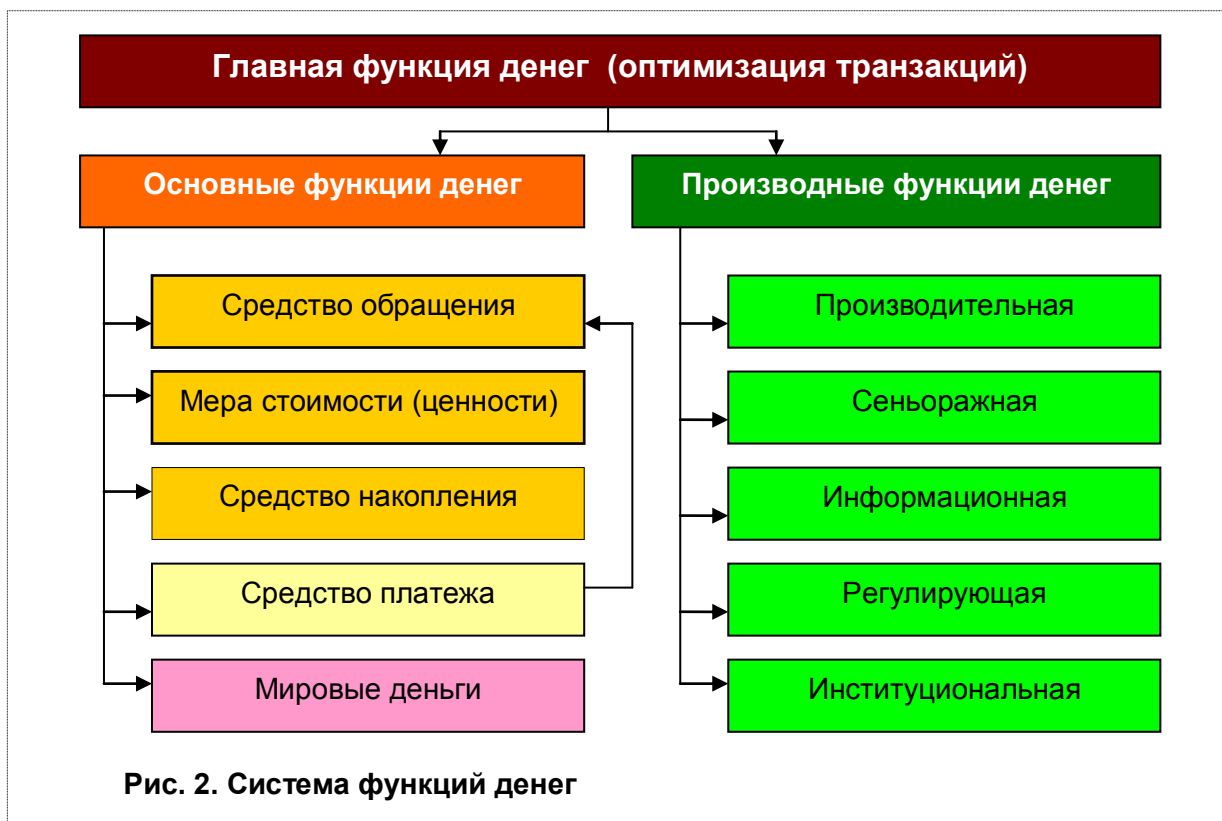 Главная функция денег (оптимизация транзакций)
Основные функции денег
Производные функции денег
Средство обращения
Мера стоимости (ценности)
Средство накопления
Средство платежа
Мировые деньги
Производительная
Сеньоражная
Информационная
Регулирующая
Институциональная
Рис. 2. Система функций денег